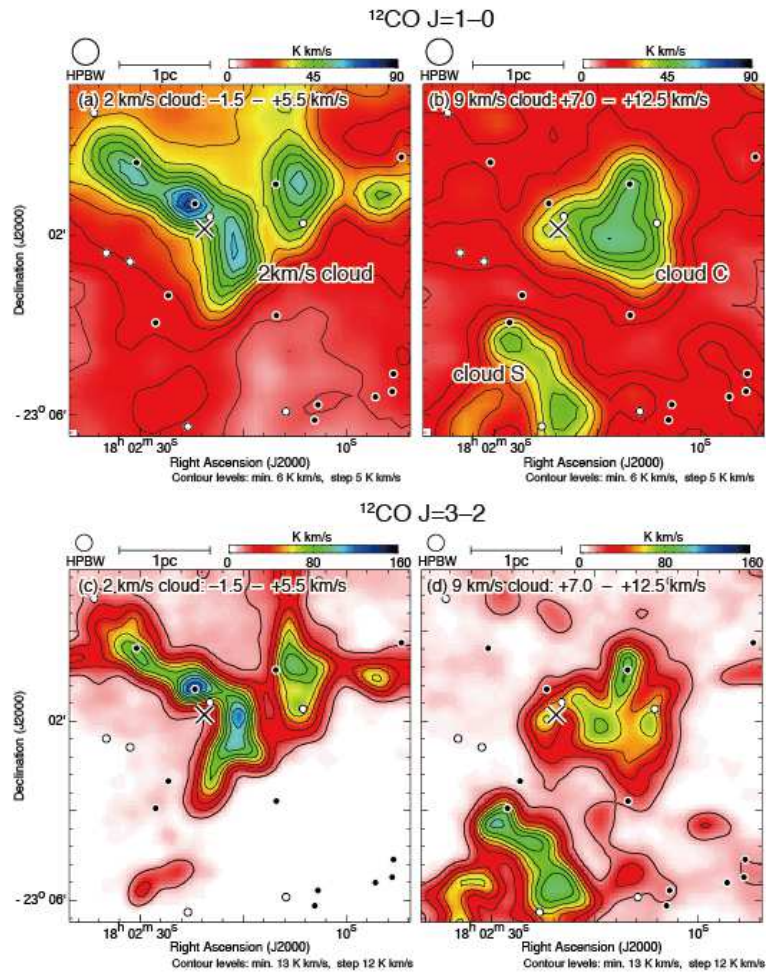 ¹²CO J=1–0
K km/s K km/s
HPBW 1pc 0 45 90 HPBW 1pc 0 45 90
(a) 2 km/s cloud: −1.5 – +5.5 km/s (b) 9 km/s cloud: +7.0 – +12.5 km/s
02'
2km/s cloud cloud C
Declination (J2000)
cloud S
- 23° 06'
18ʰ 02ᵐ 30ˢ 10ˢ 18ʰ 02ᵐ 30ˢ 10ˢ
Right Ascension (J2000) Right Ascension (J2000)
Contour levels: min. 6 K km/s, step 5 K km/s Contour levels: min. 6 K km/s, step 5 K km/s
¹²CO J=3–2
K km/s K km/s
HPBW 1pc 0 80 160 HPBW 1pc 0 80 160
(c) 2 km/s cloud: −1.5 – +5.5 km/s (d) 9 km/s cloud: +7.0 – +12.5 km/s
02'
Declination (J2000)
- 23° 06'
18ʰ 02ᵐ 30ˢ 10ˢ 18ʰ 02ᵐ 30ˢ 10ˢ
Right Ascension (J2000) Right Ascension (J2000)
Contour levels: min. 13 K km/s, step 12 K km/s Contour levels: min. 13 K km/s, step 12 K km/s